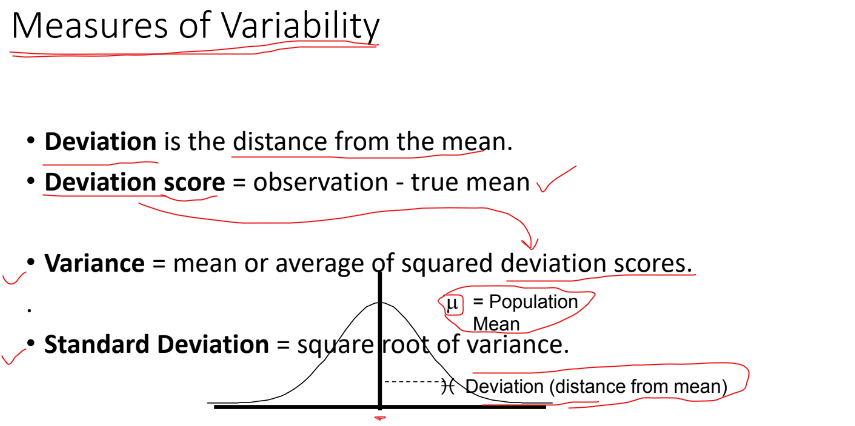 Measures of Variability
• Deviation is the distance from the mean.
• Deviation score = observation - true mean
• Variance = mean or average of squared deviation scores.
.
μ = Population
Mean
• Standard Deviation = square root of variance.
Deviation (distance from mean)